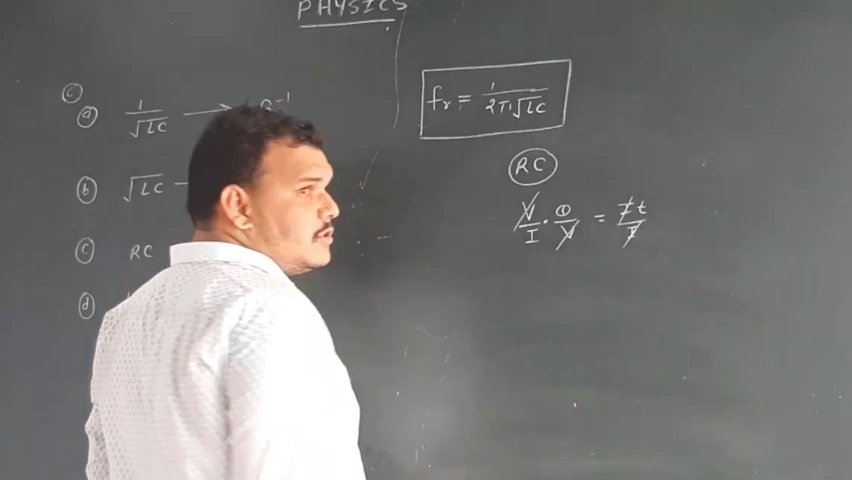 PHYSICS
ⓒ
ⓐ 1/√LC → s⁻¹
ⓑ √LC –
ⓒ RC
ⓓ
fr = 1/2π√LC
RC
V/I · Q/V = It/I